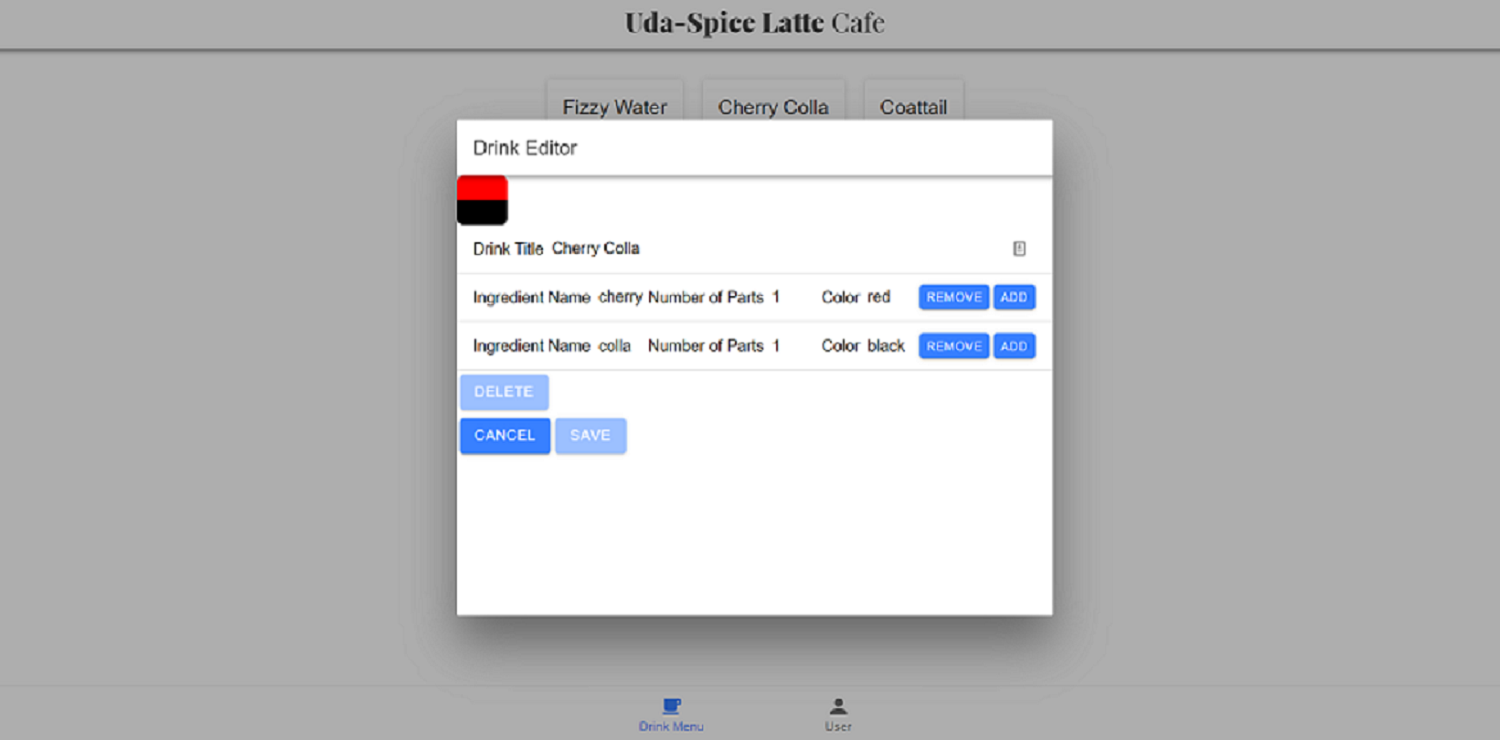 Uda-Spice Latte Cafe
Fizzy Water Cherry Colla Coattail
Drink Editor
Drink Title Cherry Colla
Ingredient Name cherry Number of Parts 1 Color red REMOVE ADD
Ingredient Name colla Number of Parts 1 Color black REMOVE ADD
DELETE
CANCEL SAVE
Drink Menu User